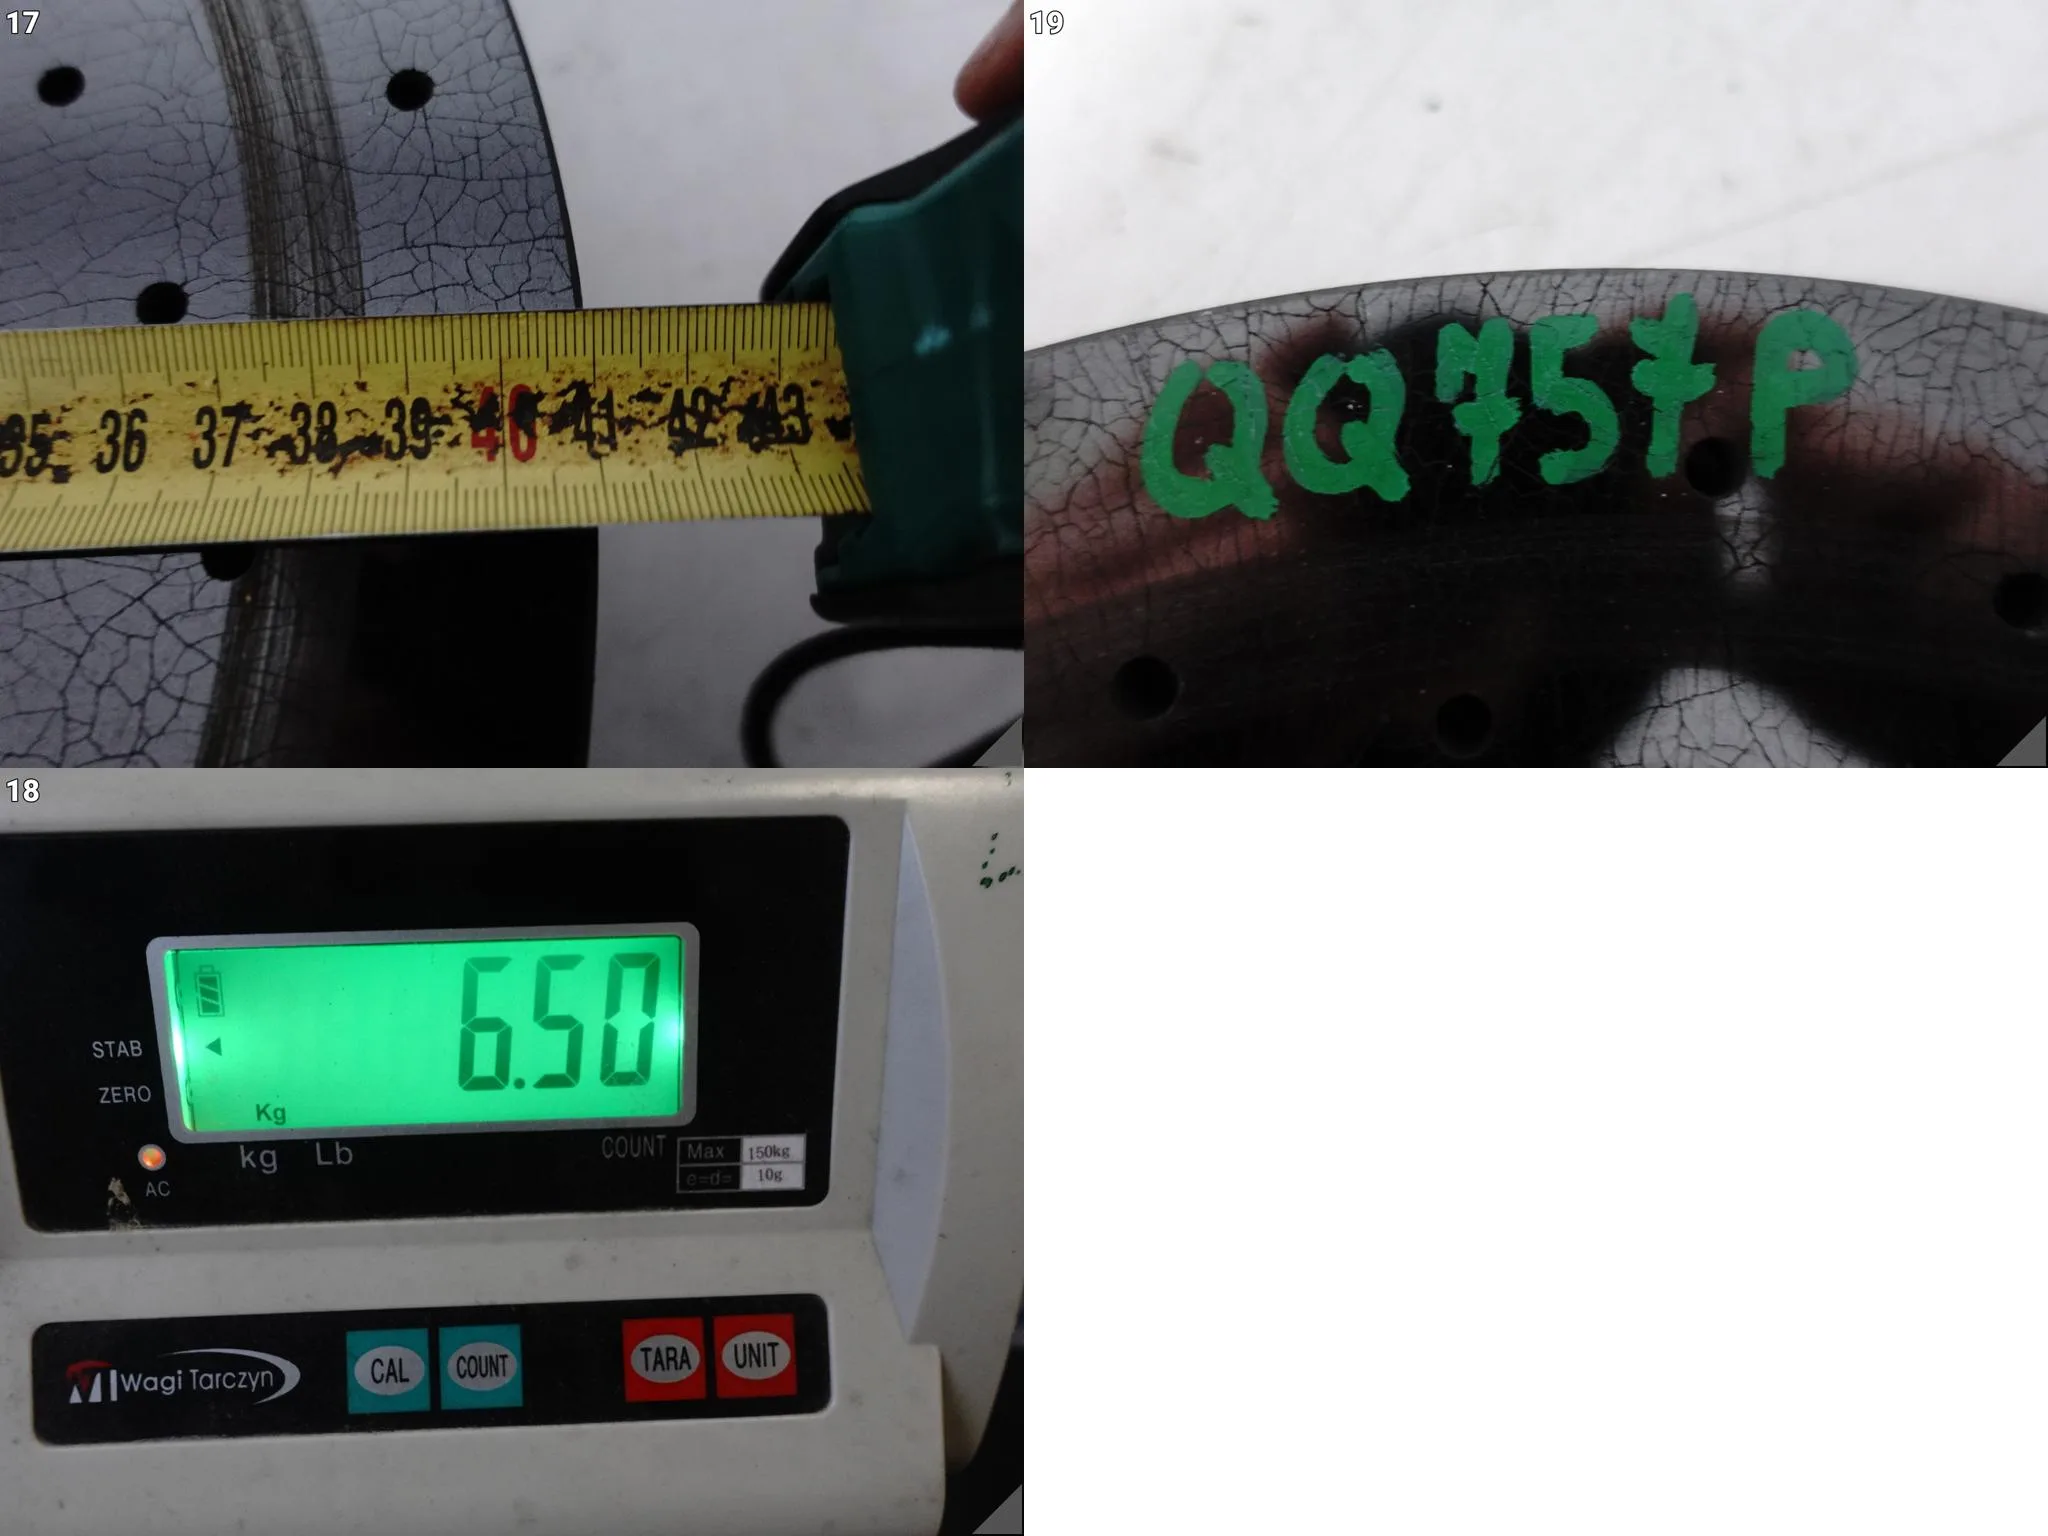 17
35 36 37 38 39 40 41 42 43
19
QQ757P
18
6.50
STAB
ZERO
Kg
kg Lb
COUNT
Max 150kg
e=d= 10g
AC
Wagi Tarczyn
CAL
COUNT
TARA
UNIT